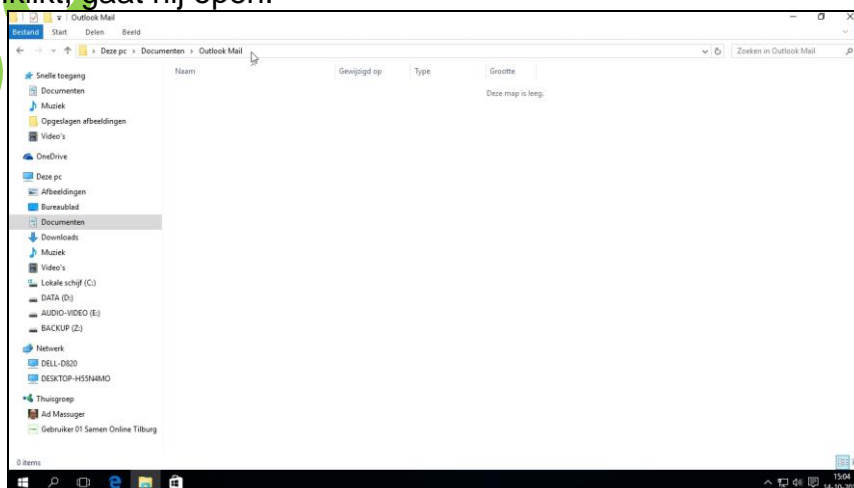 klikt, gaat hij open.
Outlook Mail
Bestand Start Delen Beeld
Deze pc › Documenten › Outlook Mail
Zoeken in Outlook Mail
Naam Gewijzigd op Type Grootte
Deze map is leeg.
Snelle toegang
Documenten
Muziek
Opgeslagen afbeeldingen
Video's
OneDrive
Deze pc
Afbeeldingen
Bureaublad
Documenten
Downloads
Muziek
Video's
Lokale schijf (C:)
DATA (D:)
AUDIO-VIDEO (E:)
BACKUP (Z:)
Netwerk
DELL-D820
DESKTOP-H55N4MO
Thuisgroep
Ad Massuger
Gebruiker 01 Samen Online Tilburg
0 items
15:04
14-10-20